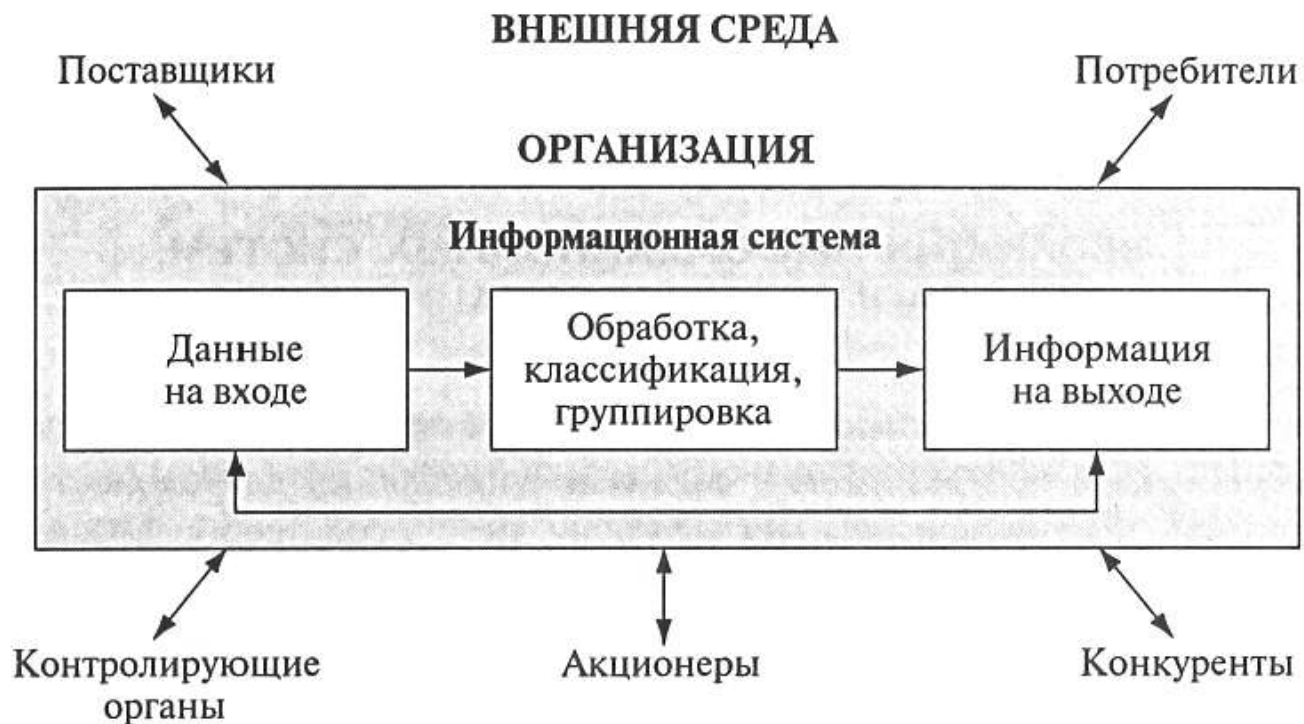 ВНЕШНЯЯ СРЕДА
Поставщики
Потребители
ОРГАНИЗАЦИЯ
Информационная система
Данные
на входе
Обработка,
классификация,
группировка
Информация
на выходе
Контролирующие
органы
Акционеры
Конкуренты